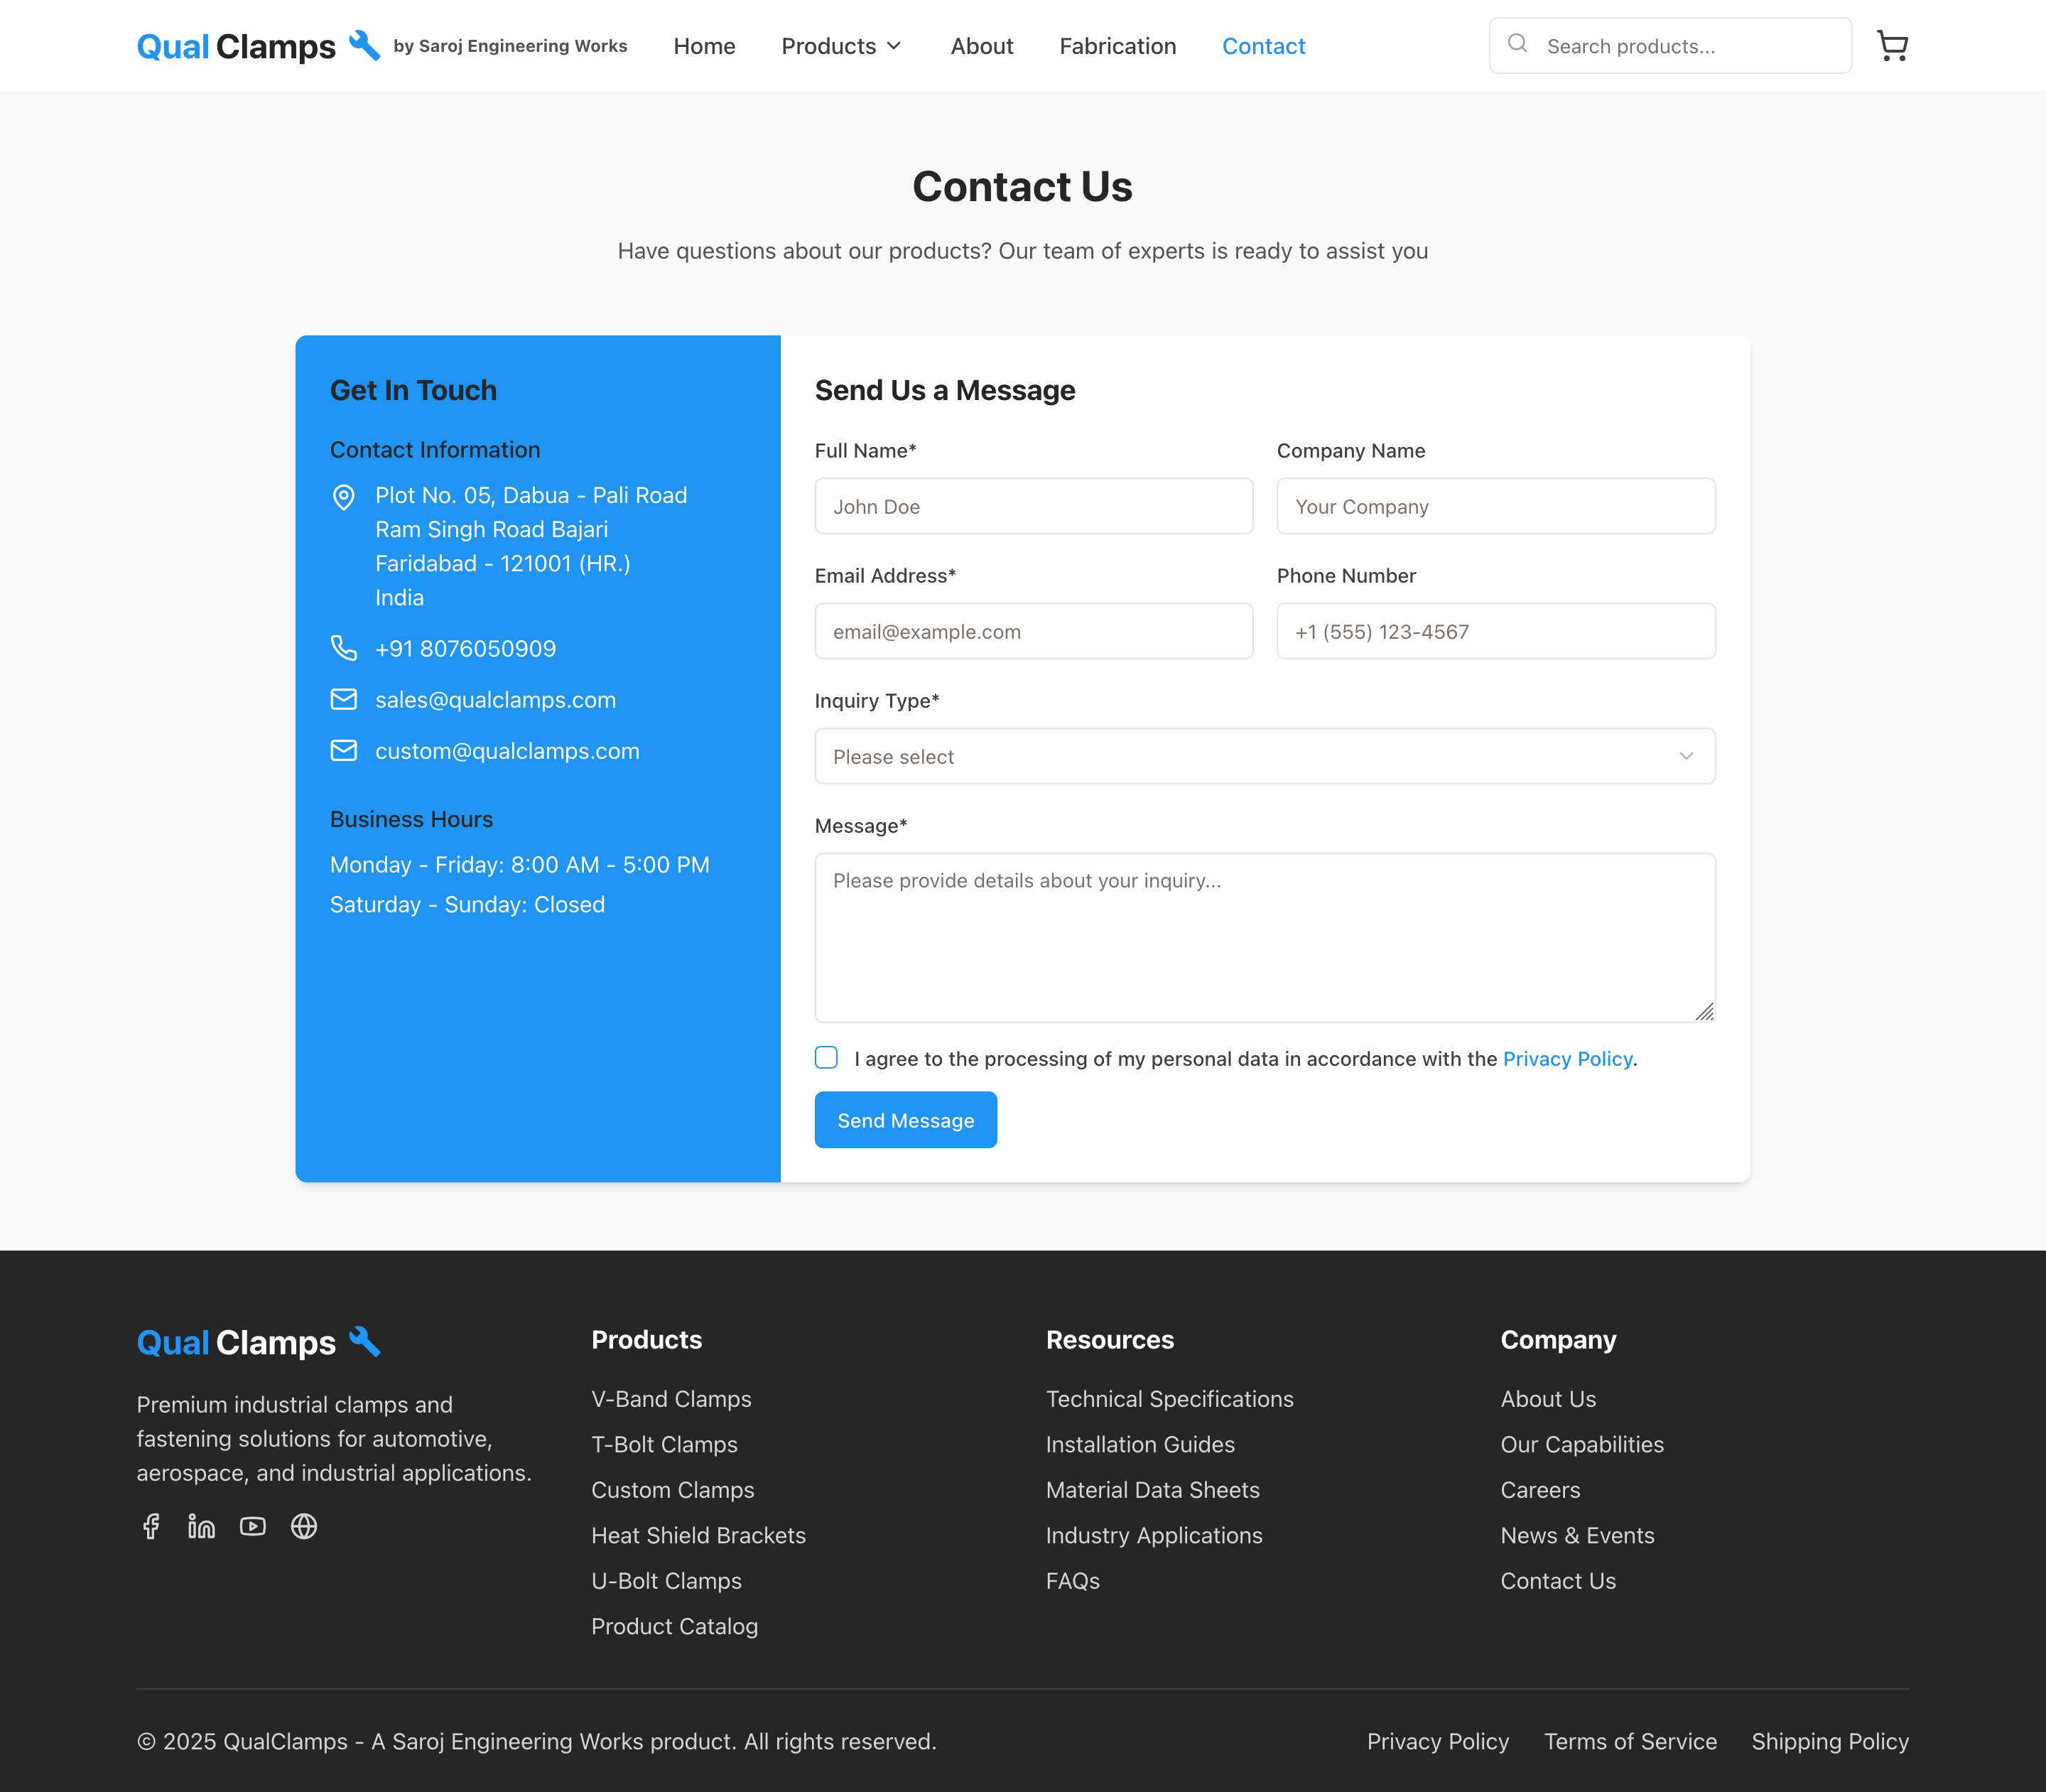 Qual Clamps by Saroj Engineering Works Home Products About Fabrication Contact Search products...
Contact Us
Have questions about our products? Our team of experts is ready to assist you
Get In Touch
Contact Information
Plot No. 05, Dabua - Pali Road
Ram Singh Road Bajari
Faridabad - 121001 (HR.)
India
+91 8076050909
sales@qualclamps.com
custom@qualclamps.com
Business Hours
Monday - Friday: 8:00 AM - 5:00 PM
Saturday - Sunday: Closed
Send Us a Message
Full Name* Company Name
John Doe Your Company
Email Address* Phone Number
email@example.com +1 (555) 123-4567
Inquiry Type*
Please select
Message*
Please provide details about your inquiry...
I agree to the processing of my personal data in accordance with the Privacy Policy.
Send Message
Qual Clamps
Premium industrial clamps and
fastening solutions for automotive,
aerospace, and industrial applications.
Products
V-Band Clamps
T-Bolt Clamps
Custom Clamps
Heat Shield Brackets
U-Bolt Clamps
Product Catalog
Resources
Technical Specifications
Installation Guides
Material Data Sheets
Industry Applications
FAQs
Company
About Us
Our Capabilities
Careers
News & Events
Contact Us
© 2025 QualClamps - A Saroj Engineering Works product. All rights reserved. Privacy Policy Terms of Service Shipping Policy